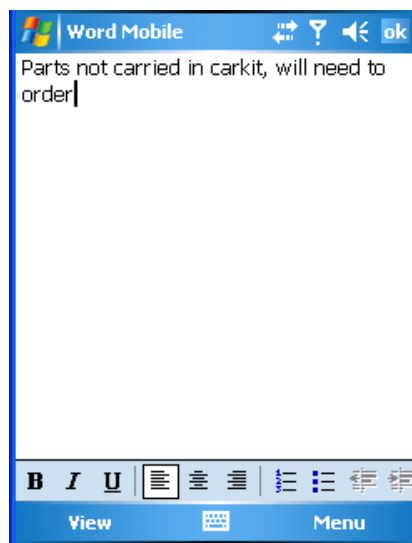 Word Mobile
ok
Parts not carried in carkit, will need to
order
B I U
View
Menu